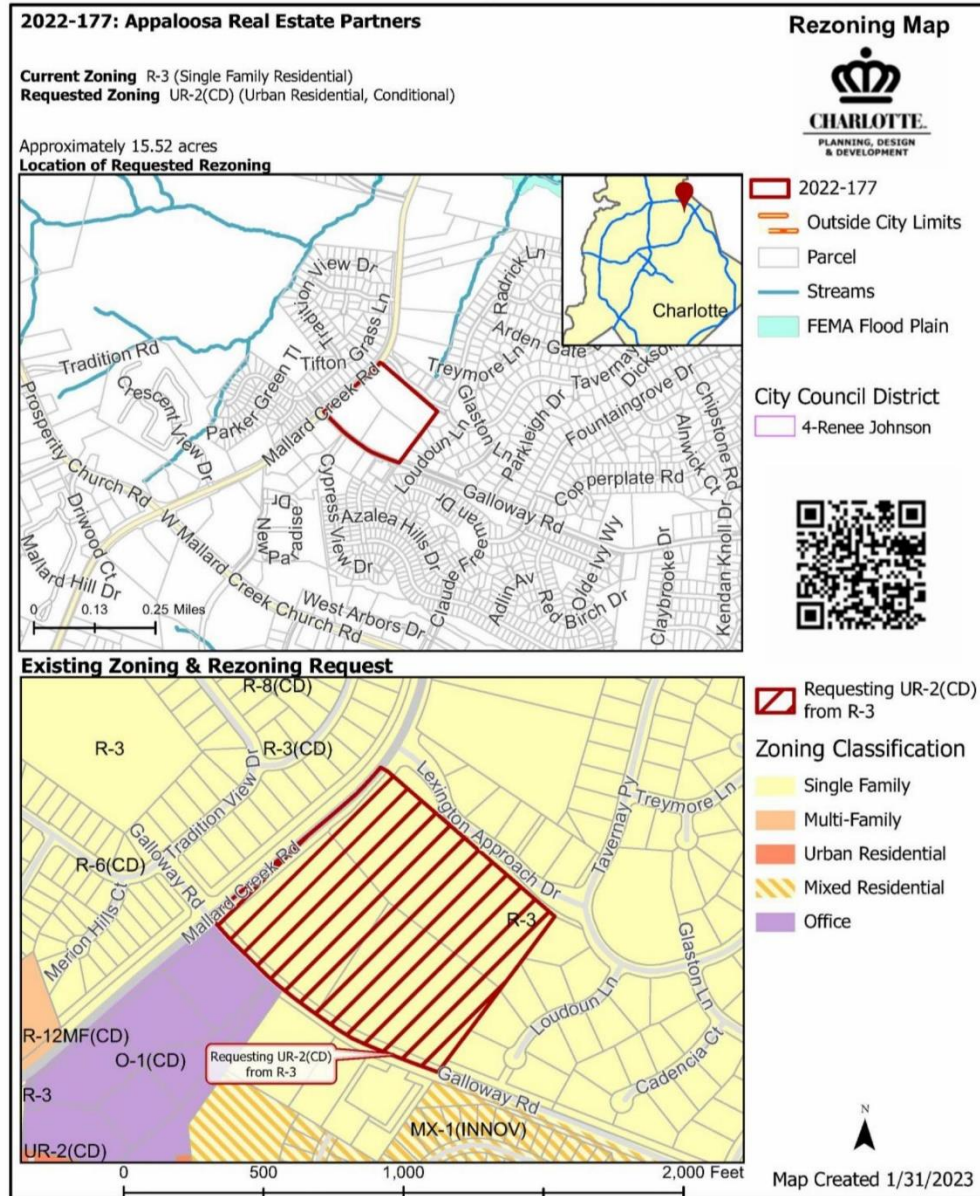 2022-177: Appaloosa Real Estate Partners
Current Zoning R-3 (Single Family Residential)
Requested Zoning UR-2(CD) (Urban Residential, Conditional)
Approximately 15.52 acres
Location of Requested Rezoning
Rezoning Map
CHARLOTTE™
PLANNING, DESIGN
& DEVELOPMENT
2022-177
Outside City Limits
Parcel
Streams
FEMA Flood Plain
City Council District
4-Renee Johnson
Charlotte
Tradition View Dr
Radrick Ln
Tradition Rd
Tradition
Tifton Grass Ln
Arden Gate
Tavernay
Dickson
Treymore Ln
Crescent View Dr
Parker Green Tl
Mallard Creek Rd
Glaston Ln
Parkleigh Dr
Fountaingrove Dr
Chipstone Rd
Alnwick Ct
Prosperity Church Rd
Loudoun Ln
Copperplate Rd
Galloway Rd
Driwood Ct
W Mallard Creek Church Rd
New Paradise Dr
Cypress View Dr
Azalea Hills Dr
Claude Freeman Dr
Adlin Av
Olde Ivy Wy
Red Birch Dr
Claybrooke Dr
Kendan Knoll Dr
Mallard Hill Dr
West Arbors Dr
0 0.13 0.25 Miles
Existing Zoning & Rezoning Request
R-8(CD)
R-3
R-3(CD)
Tradition View Dr
Galloway Rd
R-6(CD)
Merion Hills Ct
Mallard Creek Rd
Lexington Approach Dr
Tavernay Py
Treymore Ln
R-3
Glaston Ln
Loudoun Ln
Cadencia Ct
R-12MF(CD)
O-1(CD)
Requesting UR-2(CD)
from R-3
Galloway Rd
R-3
MX-1(INNOV)
UR-2(CD)
0 500 1,000 2,000 Feet
Requesting UR-2(CD)
from R-3
Zoning Classification
Single Family
Multi-Family
Urban Residential
Mixed Residential
Office
N
Map Created 1/31/2023